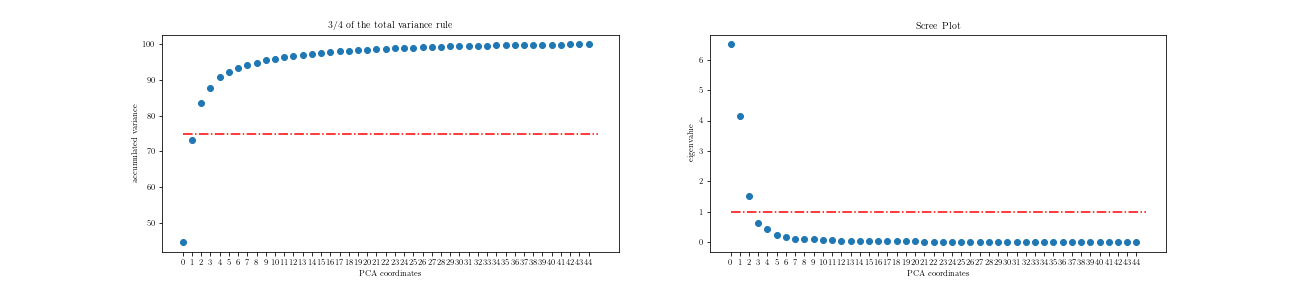 3/4 of the total variance rule
100
90
80
70
60
50
accumulated variance
0 1 2 3 4 5 6 7 8 9 10 11 12 13 14 15 16 17 18 19 20 21 22 23 24 25 26 27 28 29 30 31 32 33 34 35 36 37 38 39 40 41 42 43 44
PCA coordinates
Scree Plot
6
5
4
3
2
1
0
eigenvalue
0 1 2 3 4 5 6 7 8 9 10 11 12 13 14 15 16 17 18 19 20 21 22 23 24 25 26 27 28 29 30 31 32 33 34 35 36 37 38 39 40 41 42 43 44
PCA coordinates